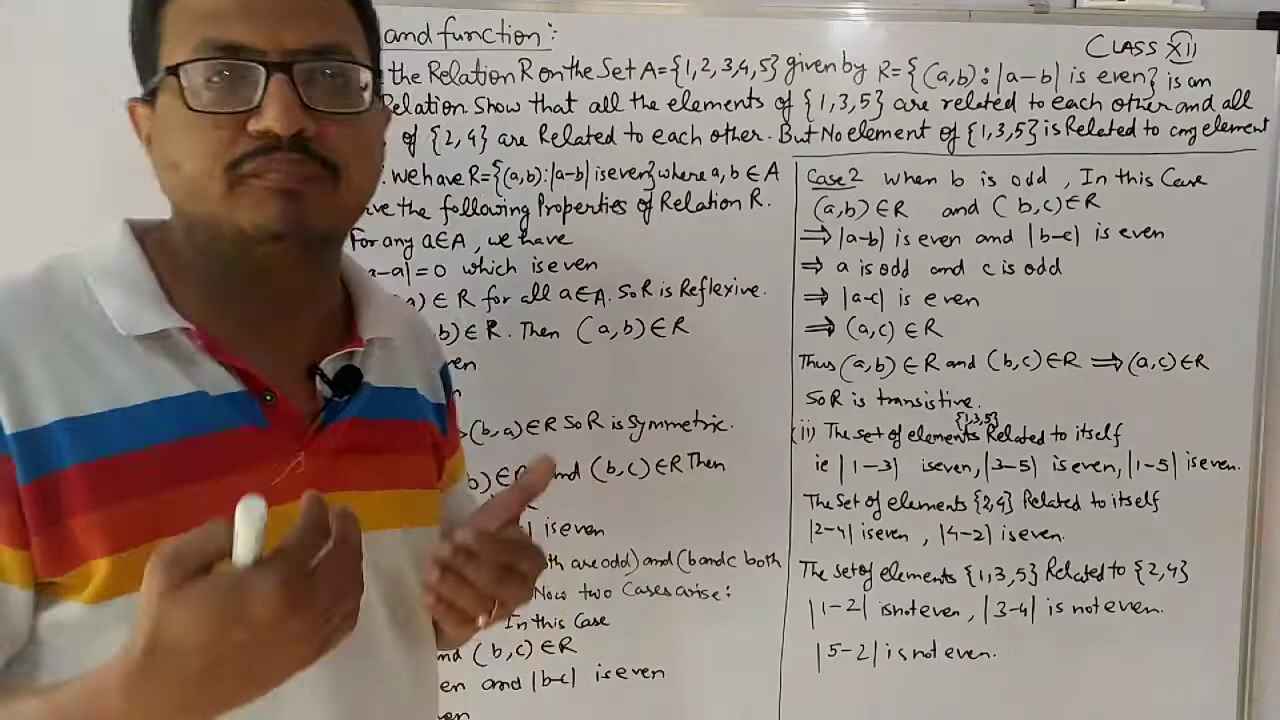 and function:
CLASS XII
the Relation R on the Set A={1,2,3,4,5} given by R={(a,b):|a-b| is even} is an
Relation. Show that all the elements of {1,3,5} are related to each other and all
of {2,4} are Related to each other. But No element of {1,3,5} is Related to any element
we have R={(a,b):|a-b| is even} where a, b ∈ A
the following Properties of Relation R.
For any a∈A, we have
-a|=0 which is even
) ∈ R for all a∈A. So R is Reflexive.
b)∈R. Then (a,b)∈R
(b,a)∈R So R is Symmetric.
b)∈R and (b,c)∈R Then
| is even
are odd) and (b and c both
Now two Cases arise:
In this Case
(b,c)∈R
and |b-c| is even
Case 2 when b is odd, In this Case
(a,b)∈R and (b,c)∈R
⇒ |a-b| is even and |b-c| is even
⇒ a is odd and c is odd
⇒ |a-c| is even
⇒ (a,c)∈R
Thus (a,b)∈R and (b,c)∈R ⇒ (a,c)∈R
So R is transistive.
(ii) The set of elements {1,3,5} Related to itself
ie |1-3| is even, |3-5| is even, |1-5| is even.
The Set of elements {2,4} Related to itself
|2-4| is even, |4-2| is even.
The set of elements {1,3,5} Related to {2,4}
|1-2| is not even, |3-4| is not even.
|5-2| is not even.